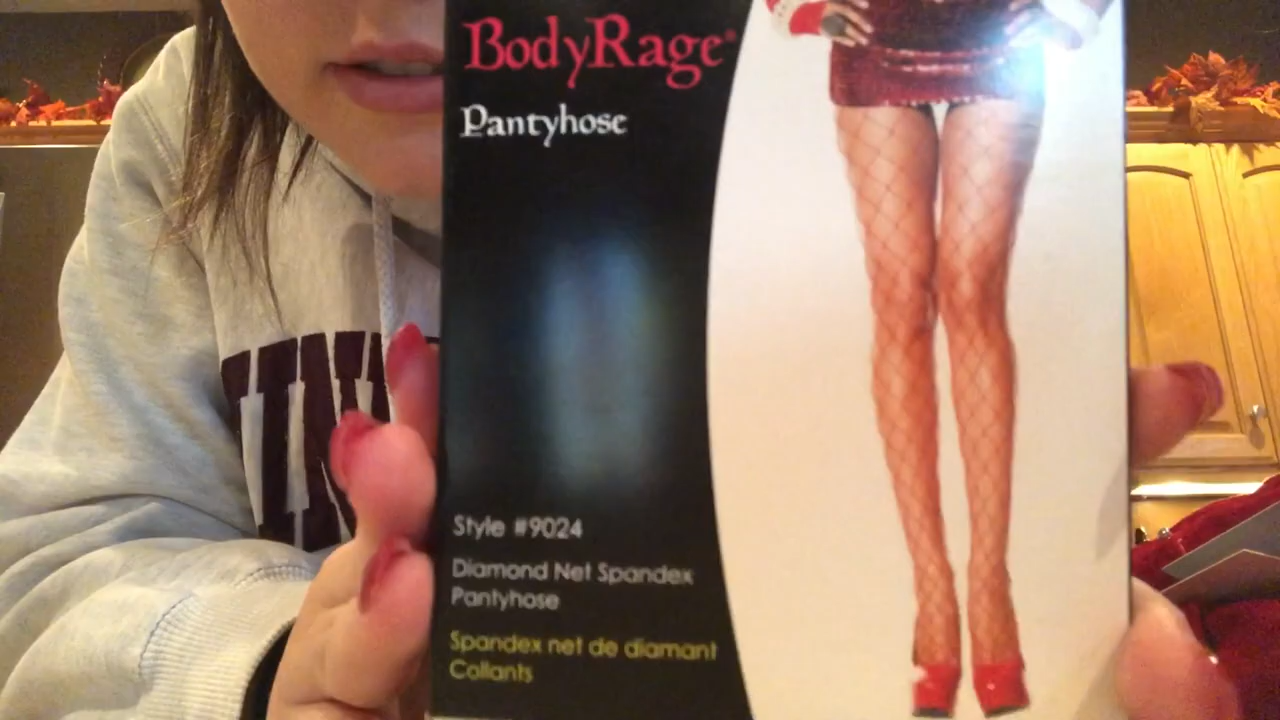 BodyRage®
Pantyhose
Style #9024
Diamond Net Spandex
Pantyhose
Spandex net de diamant
Collants